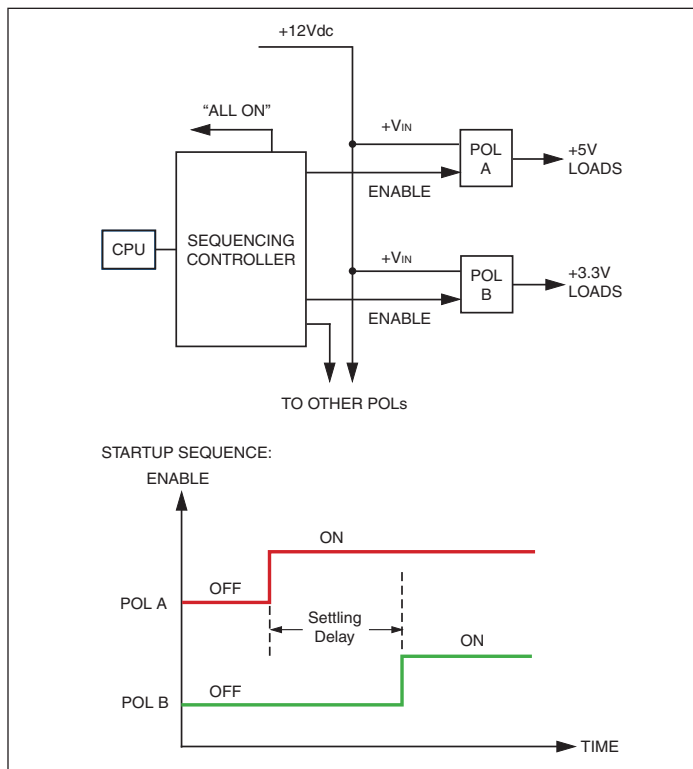 +12Vdc
“ALL ON”
+VIN
POL
A
+5V
LOADS
ENABLE
CPU
SEQUENCING
CONTROLLER
+VIN
POL
B
+3.3V
LOADS
ENABLE
TO OTHER POLs
STARTUP SEQUENCE:
ENABLE
ON
OFF
POL A
Settling
Delay
ON
OFF
POL B
TIME